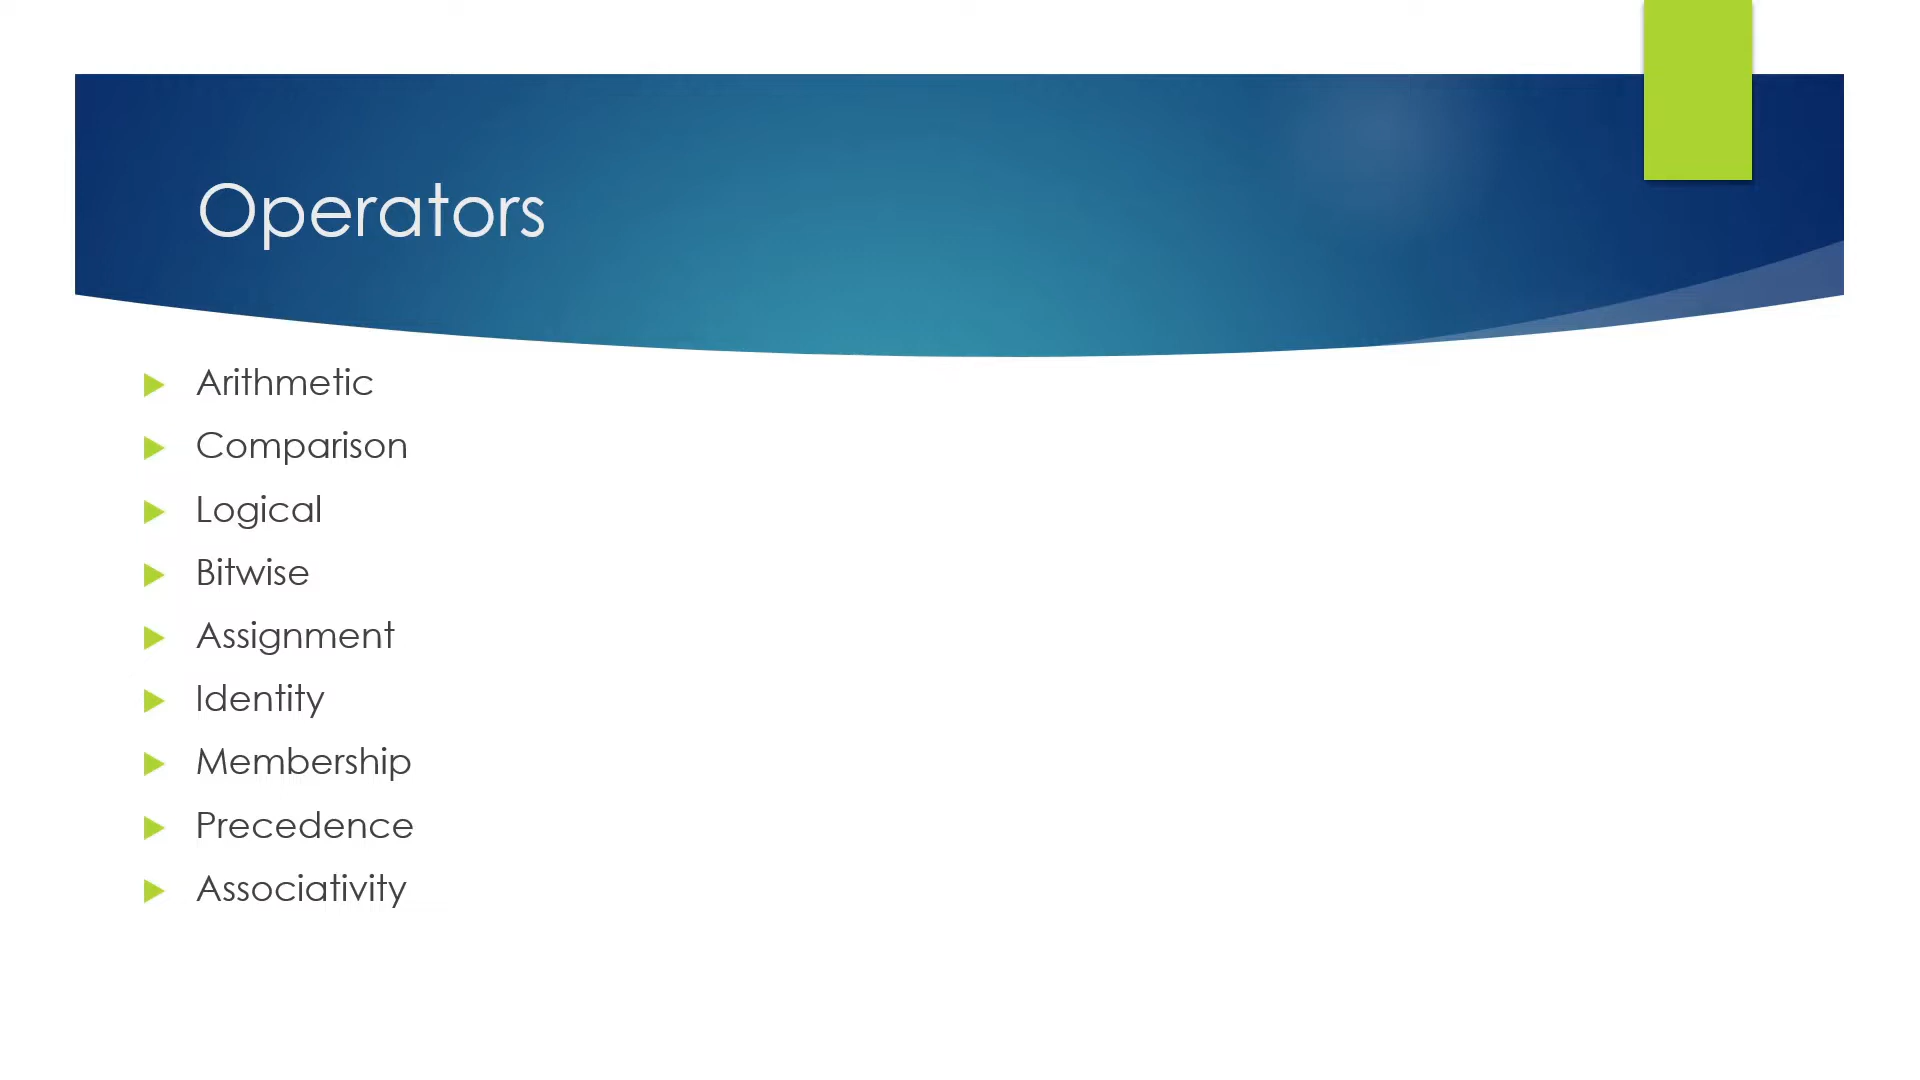 Operators
Arithmetic
Comparison
Logical
Bitwise
Assignment
Identity
Membership
Precedence
Associativity